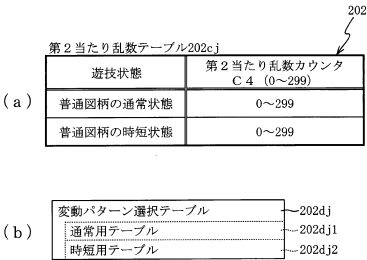 202
第2当たり乱数テーブル202cj
(a)
遊技状態
第2当たり乱数カウンタ
C4 (0~299)
普通図柄の通常状態
0~299
普通図柄の時短状態
0~299
(b)
変動パターン選択テーブル
202dj
通常用テーブル
202dj1
時短用テーブル
202dj2